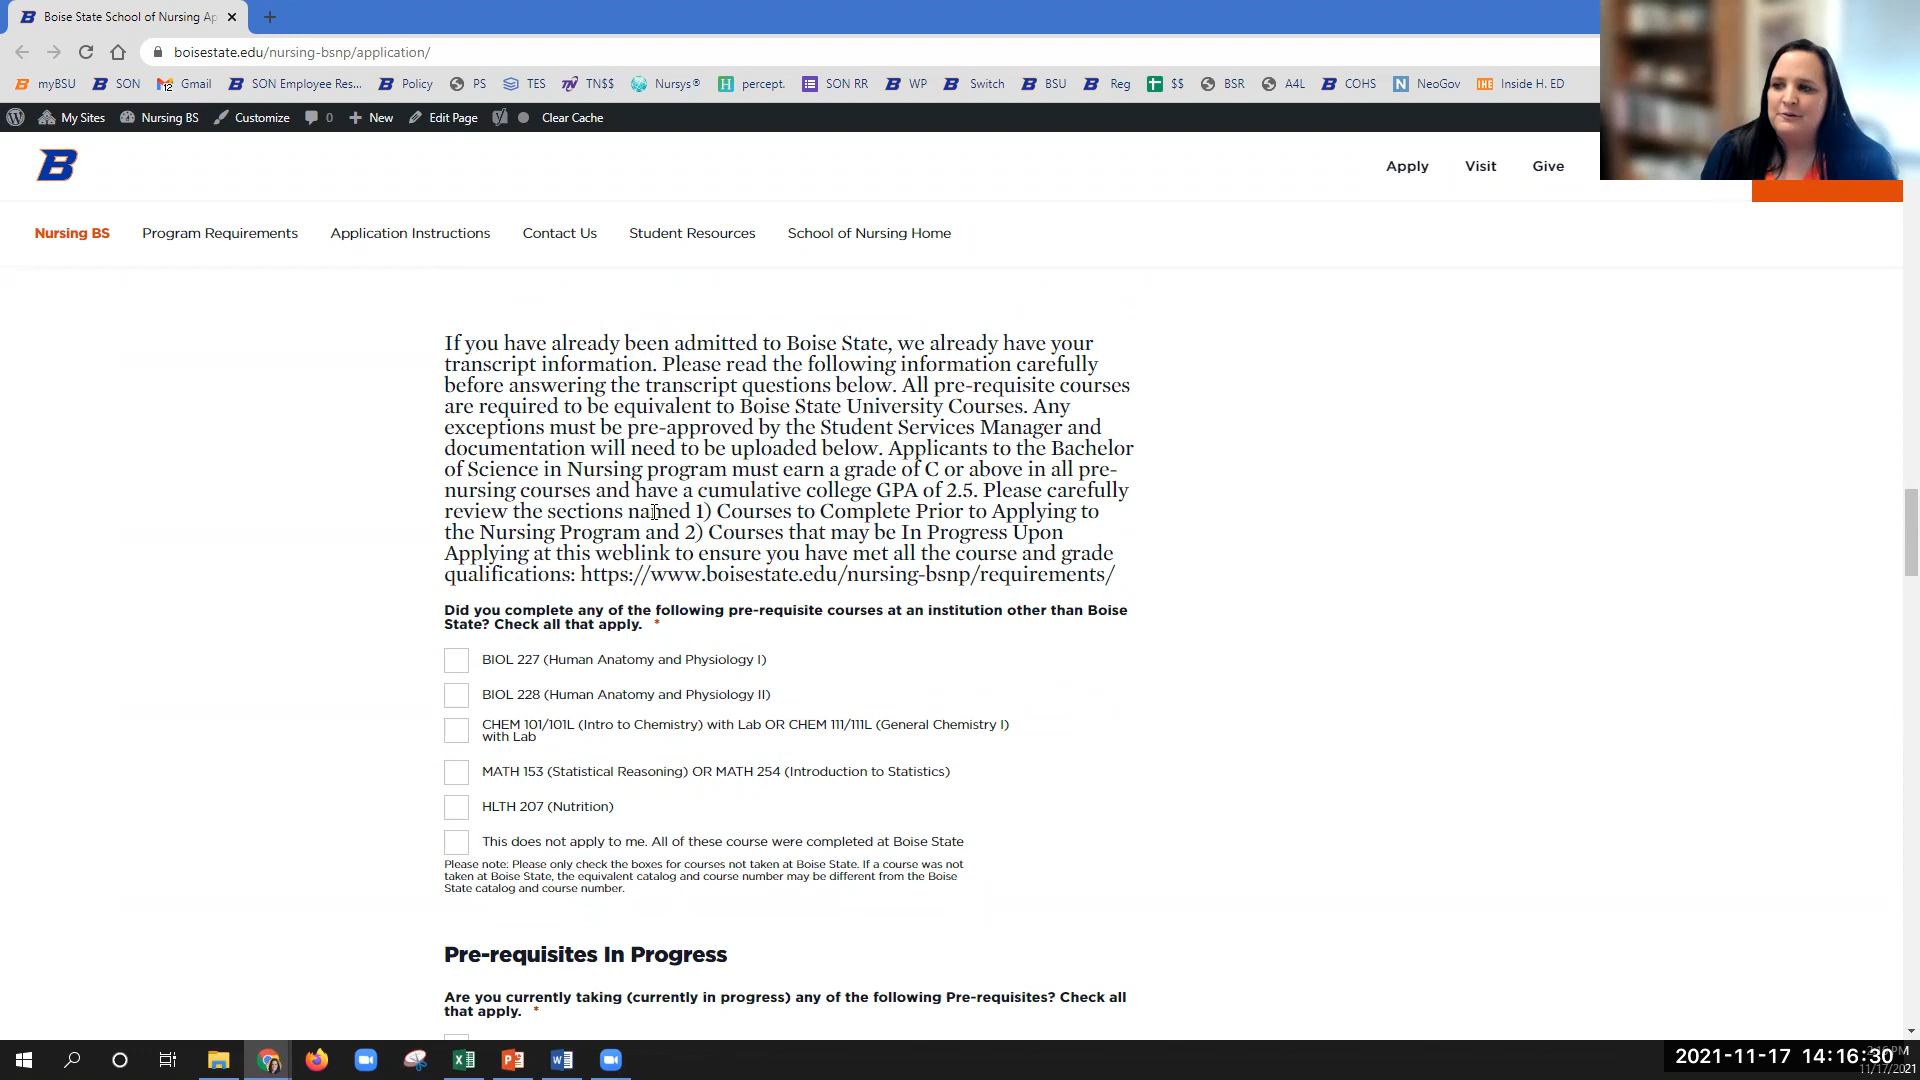 Boise State School of Nursing Ap
boisestate.edu/nursing-bsnp/application/
myBSU SON Gmail SON Employee Res... Policy PS TES TN$$ Nursys® percept. SON RR WP Switch BSU Reg $$ BSR A4L COHS NeoGov Inside H. ED
My Sites Nursing BS Customize 0 New Edit Page Clear Cache
B Apply Visit Give
Nursing BS Program Requirements Application Instructions Contact Us Student Resources School of Nursing Home
If you have already been admitted to Boise State, we already have your
transcript information. Please read the following information carefully
before answering the transcript questions below. All pre-requisite courses
are required to be equivalent to Boise State University Courses. Any
exceptions must be pre-approved by the Student Services Manager and
documentation will need to be uploaded below. Applicants to the Bachelor
of Science in Nursing program must earn a grade of C or above in all pre-
nursing courses and have a cumulative college GPA of 2.5. Please carefully
review the sections named 1) Courses to Complete Prior to Applying to
the Nursing Program and 2) Courses that may be In Progress Upon
Applying at this weblink to ensure you have met all the course and grade
qualifications: https://www.boisestate.edu/nursing-bsnp/requirements/
Did you complete any of the following pre-requisite courses at an institution other than Boise
State? Check all that apply. *
BIOL 227 (Human Anatomy and Physiology I)
BIOL 228 (Human Anatomy and Physiology II)
CHEM 101/101L (Intro to Chemistry) with Lab OR CHEM 111/111L (General Chemistry I)
with Lab
MATH 153 (Statistical Reasoning) OR MATH 254 (Introduction to Statistics)
HLTH 207 (Nutrition)
This does not apply to me. All of these course were completed at Boise State
Please note: Please only check the boxes for courses not taken at Boise State. If a course was not
taken at Boise State, the equivalent catalog and course number may be different from the Boise
State catalog and course number.
Pre-requisites In Progress
Are you currently taking (currently in progress) any of the following Pre-requisites? Check all
that apply. *
2021-11-17 14:16:30
11/17/2021